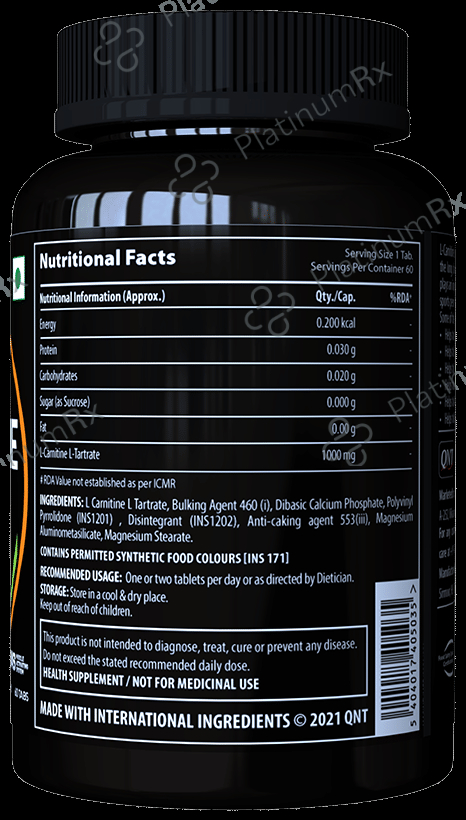 PlatinumRx
PlatinumRx
PlatinumRx
PlatinumRx
PlatinumRx
Nutritional Facts
Serving Size 1 Tab.
Servings Per Container 60
Nutritional Information (Approx.) Qty./Cap. %RDA#
Energy 0.200 kcal -
Protein 0.030 g -
Carbohydrates 0.020 g -
Sugar (as Sucrose) 0.000 g -
Fat 0.00 g -
L-Carnitine L-Tartrate 1000 mg -
# RDA Value not established as per ICMR
INGREDIENTS: L Carnitine L Tartrate, Bulking Agent 460 (i), Dibasic Calcium Phosphate, Polyvinyl
Pyrolidone (INS1201) , Disintegrant (INS1202), Anti-caking agent 553(iii), Magnesium
Aluminometasilicate, Magnesium Stearate.
CONTAINS PERMITTED SYNTHETIC FOOD COLOURS [INS 171]
RECOMMENDED USAGE: One or two tablets per day or as directed by Dietician.
STORAGE: Store in a cool & dry place.
Keep out of reach of children.
This product is not intended to diagnose, treat, cure or prevent any disease.
Do not exceed the stated recommended daily dose.
HEALTH SUPPLEMENT / NOT FOR MEDICINAL USE
MADE WITH INTERNATIONAL INGREDIENTS © 2021 QNT
5 404017 405035 >
QNT
TABS